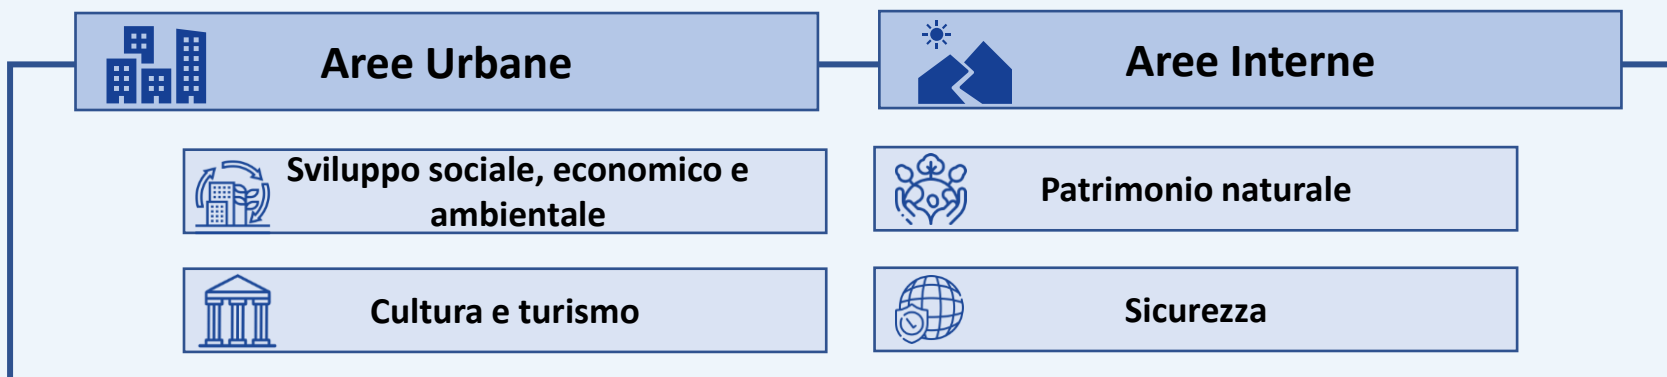 Aree Urbane
Aree Interne
Sviluppo sociale, economico e
ambientale
Patrimonio naturale
Cultura e turismo
Sicurezza